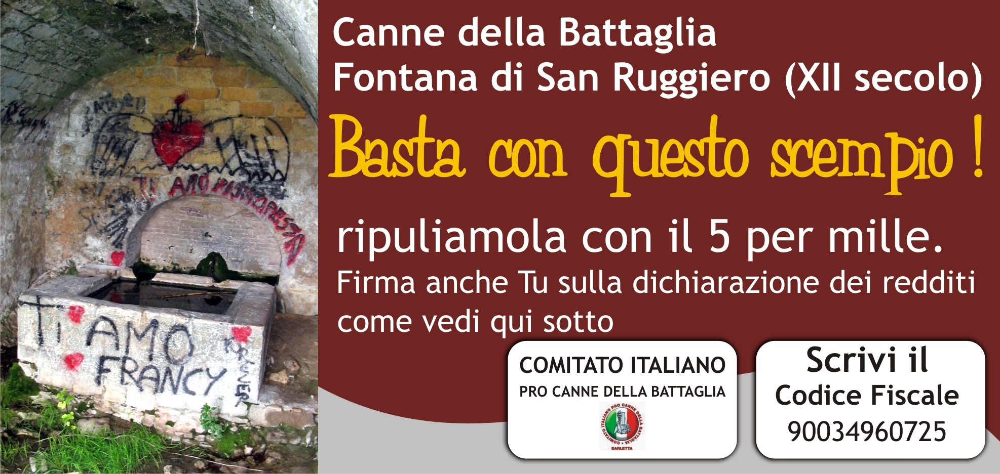 Canne della Battaglia
Fontana di San Ruggiero (XII secolo)
Basta con questo scempio !
ripuliamola con il 5 per mille.
Firma anche Tu sulla dichiarazione dei redditi
come vedi qui sotto
COMITATO ITALIANO
PRO CANNE DELLA BATTAGLIA
COMITATO ITALIANO PRO CANNE DELLA BATTAGLIA
BARLETTA
Scrivi il
Codice Fiscale
90034960725
TI AMO
Ti AMO
FRANCY